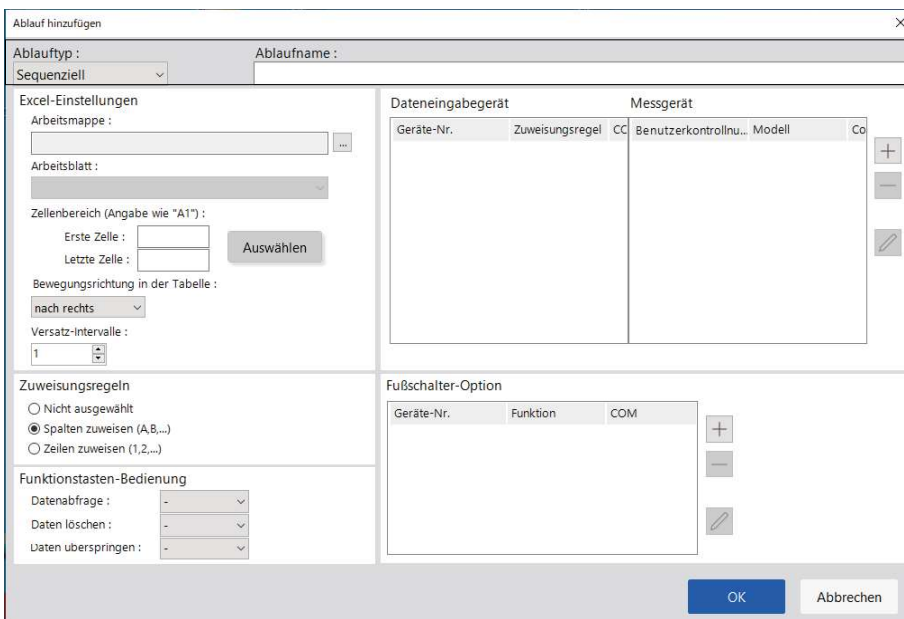 Ablauf hinzufügen
Ablauftyp :
Ablaufname :
Sequenziell
Excel-Einstellungen
Arbeitsmappe :
...
Arbeitsblatt :
Zellenbereich (Angabe wie "A1") :
Erste Zelle :
Letzte Zelle :
Auswählen
Bewegungsrichtung in der Tabelle :
nach rechts
Versatz-Intervalle :
1
Zuweisungsregeln
Nicht ausgewählt
Spalten zuweisen (A,B,...)
Zeilen zuweisen (1,2,...)
Funktionstasten-Bedienung
Datenabfrage : -
Daten löschen : -
Daten überspringen : -
Dateneingabegerät
Messgerät
Geräte-Nr. Zuweisungsregel CC Benutzerkontrollnu... Modell Co
Fußschalter-Option
Geräte-Nr. Funktion COM
OK
Abbrechen